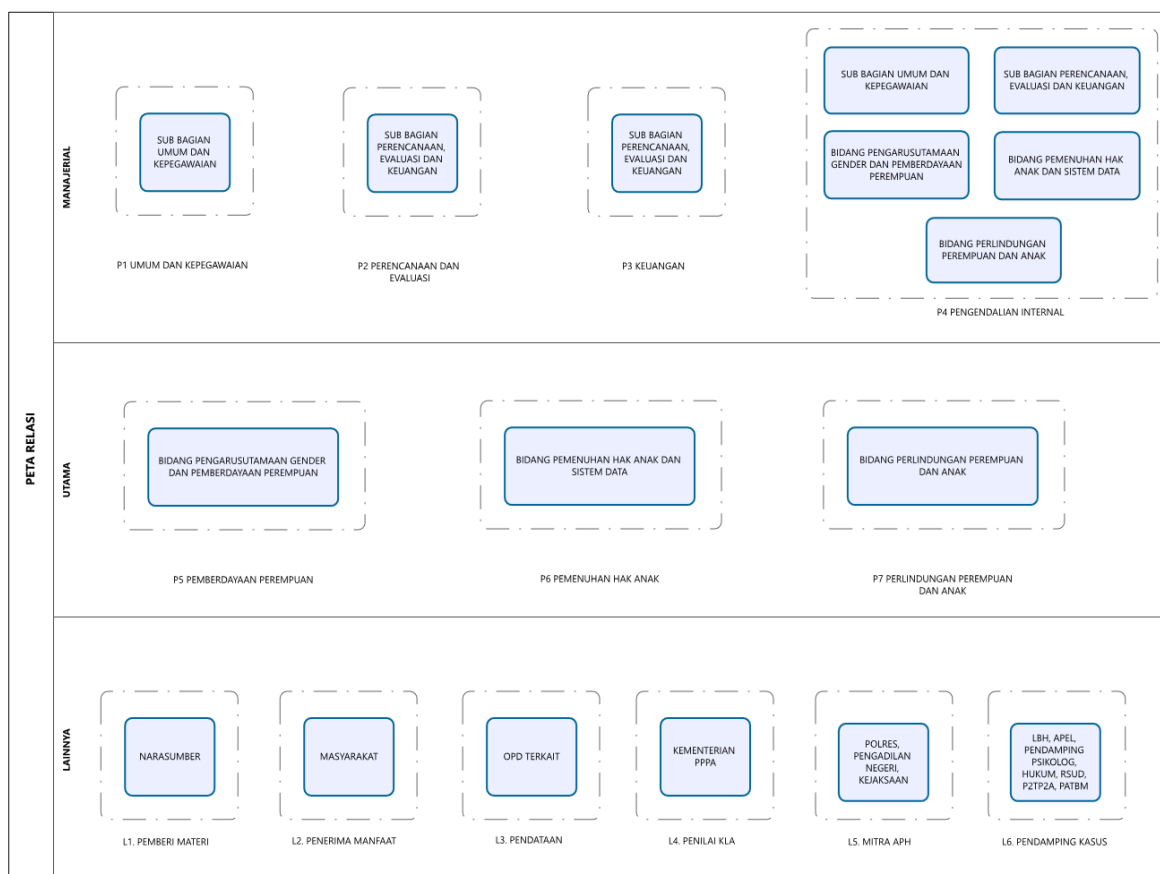 PETA RELASI
MANAJERIAL
SUB BAGIAN
UMUM DAN
KEPEGAWAIAN
P1 UMUM DAN KEPEGAWAIAN
SUB BAGIAN
PERENCANAAN,
EVALUASI DAN
KEUANGAN
P2 PERENCANAAN DAN
EVALUASI
SUB BAGIAN
PERENCANAAN,
EVALUASI DAN
KEUANGAN
P3 KEUANGAN
SUB BAGIAN UMUM DAN
KEPEGAWAIAN
SUB BAGIAN PERENCANAAN,
EVALUASI DAN KEUANGAN
BIDANG PENGARUSUTAMAAN
GENDER DAN PEMBERDAYAAN
PEREMPUAN
BIDANG PEMENUHAN HAK
ANAK DAN SISTEM DATA
BIDANG PERLINDUNGAN
PEREMPUAN DAN ANAK
P4 PENGENDALIAN INTERNAL
UTAMA
BIDANG PENGARUSUTAMAAN GENDER
DAN PEMBERDAYAAN PEREMPUAN
P5 PEMBERDAYAAN PEREMPUAN
BIDANG PEMENUHAN HAK ANAK DAN
SISTEM DATA
P6 PEMENUHAN HAK ANAK
BIDANG PERLINDUNGAN PEREMPUAN
DAN ANAK
P7 PERLINDUNGAN PEREMPUAN
DAN ANAK
LAINNYA
NARASUMBER
L1. PEMBERI MATERI
MASYARAKAT
L2. PENERIMA MANFAAT
OPD TERKAIT
L3. PENDATAAN
KEMENTERIAN
PPPA
L4. PENILAI KLA
POLRES,
PENGADILAN
NEGERI,
KEJAKSAAN
L5. MITRA APH
LBH, APEL,
PENDAMPING
PSIKOLOG,
HUKUM, RSUD,
P2TP2A, PATBM
L6. PENDAMPING KASUS